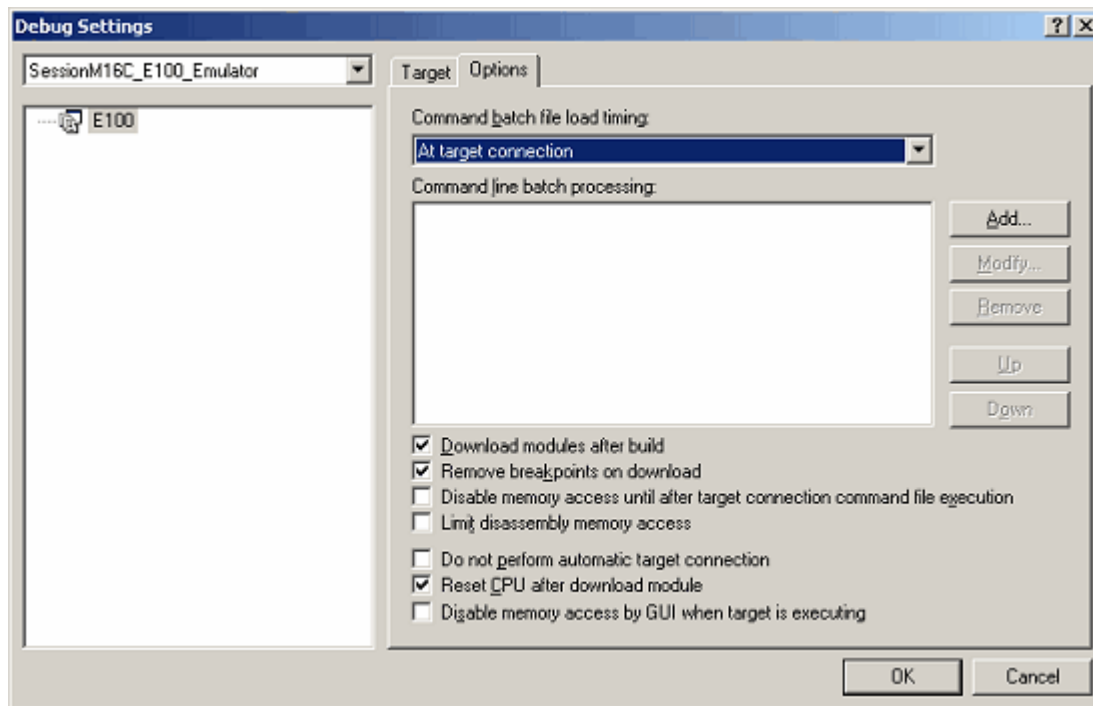 Debug Settings
SessionM16C_E100_Emulator
E100
Target
Options
Command batch file load timing:
At target connection
Command line batch processing:
Add...
Modify...
Remove
Up
Down
Download modules after build
Remove breakpoints on download
Disable memory access until after target connection command file execution
Limit disassembly memory access
Do not perform automatic target connection
Reset CPU after download module
Disable memory access by GUI when target is executing
OK
Cancel